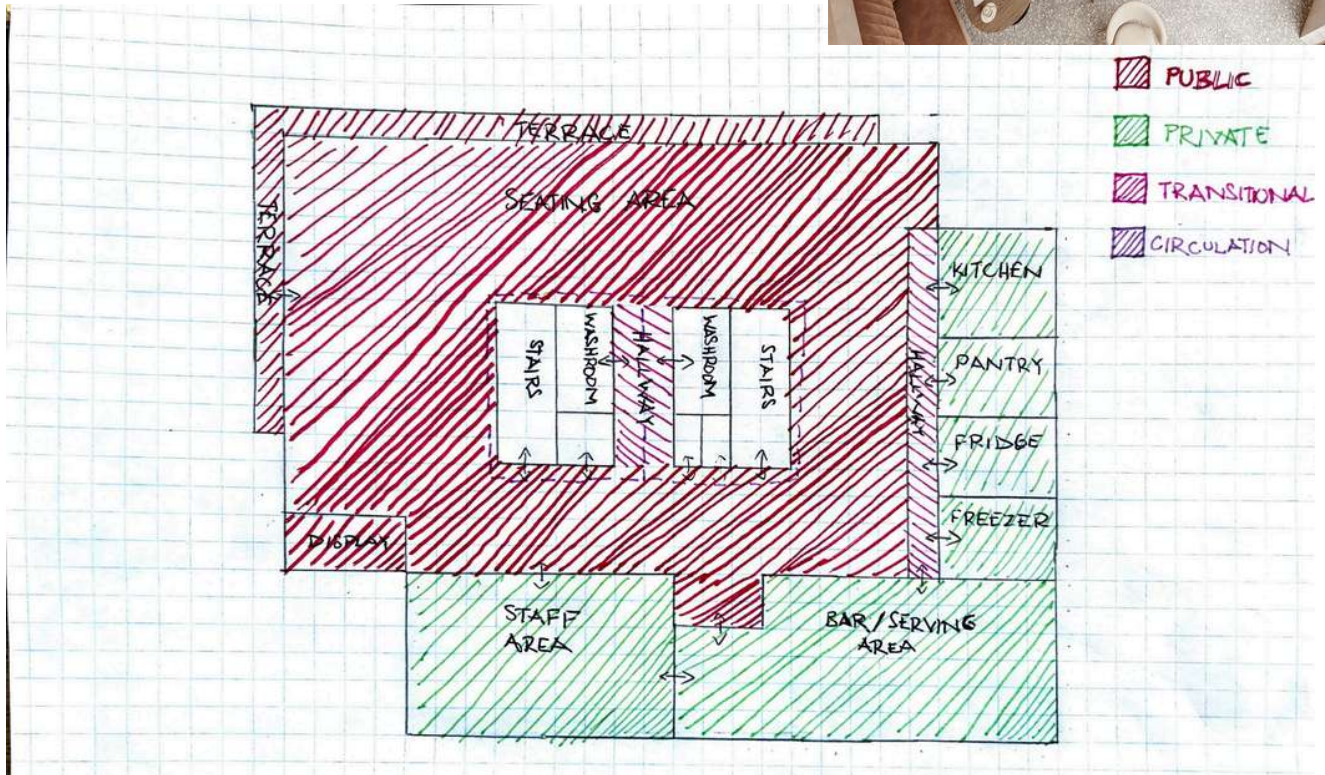 PUBLIC
PRIVATE
TRANSITIONAL
CIRCULATION
TERRACE
SEATING AREA
TERRACE
STAIRS
WASHROOM
HALLWAY
WASHROOM
STAIRS
HALLWAY
KITCHEN
PANTRY
FRIDGE
FREEZER
DISPLAY
STAFF
AREA
BAR/SERVING
AREA